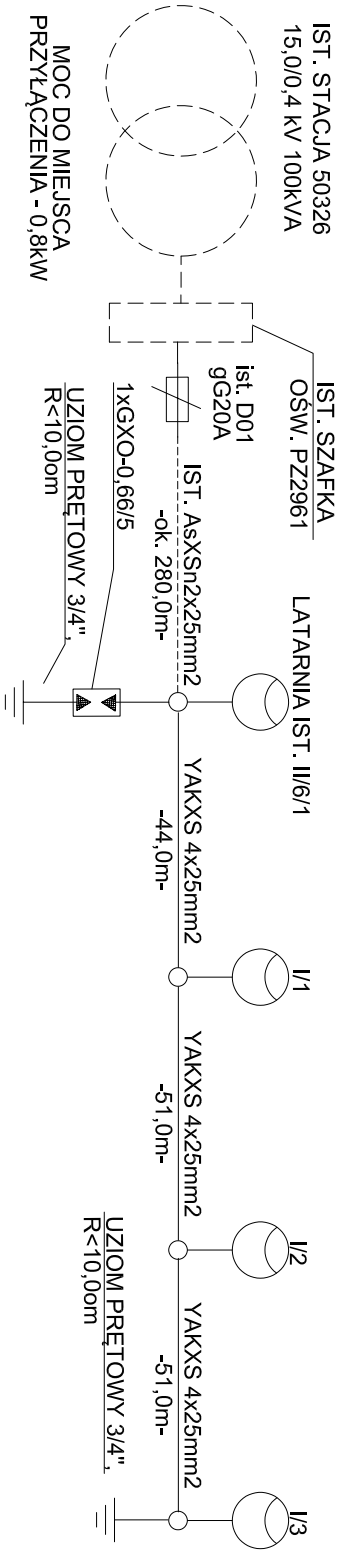 IST. STACJA 50326
15,0/0,4 kV 100kVA
MOC DO MIEJSCA
PRZYŁĄCZENIA - 0,8kW
IST. SZAFKA
OŚW. PZ2961
ist. D01
gG20A
1xGXO-0,66/5
UZIOM PRĘTOWY 3/4",
R<10,0om
IST. AsXSn2x25mm2
-ok. 280,0m-
LATARNIA IST. II/6/1
YAKXS 4x25mm2
-44,0m-
I/1
YAKXS 4x25mm2
-51,0m-
I/2
YAKXS 4x25mm2
-51,0m-
UZIOM PRĘTOWY 3/4",
R<10,0om
I/3